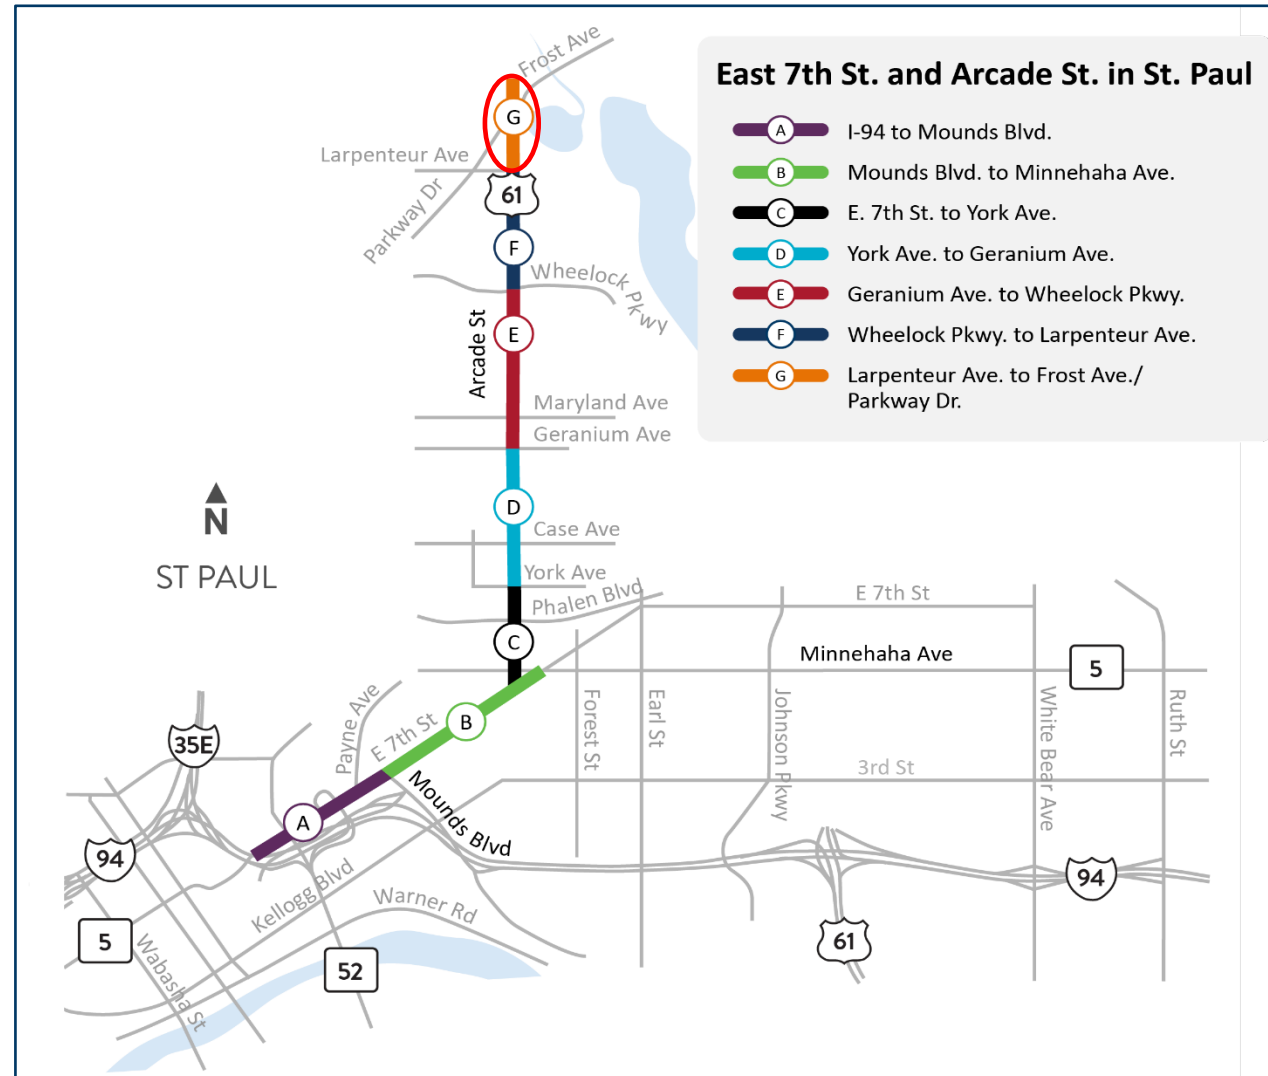 East 7th St. and Arcade St. in St. Paul
A I-94 to Mounds Blvd.
B Mounds Blvd. to Minnehaha Ave.
C E. 7th St. to York Ave.
D York Ave. to Geranium Ave.
E Geranium Ave. to Wheelock Pkwy.
F Wheelock Pkwy. to Larpenteur Ave.
G Larpenteur Ave. to Frost Ave./
Parkway Dr.
Frost Ave
G
Larpenteur Ave
61
Parkway Dr
F
Wheelock Pkwy
Arcade St
E
Maryland Ave
Geranium Ave
D
N
Case Ave
ST PAUL
York Ave
Phalen Blvd
E 7th St
C
Minnehaha Ave
5
Payne Ave
E 7th St
B
Forest St
Earl St
Johnson Pkwy
White Bear Ave
Ruth St
35E
3rd St
Mounds Blvd
A
94
94
Kellogg Blvd
Warner Rd
5
Wabasha St
52
61